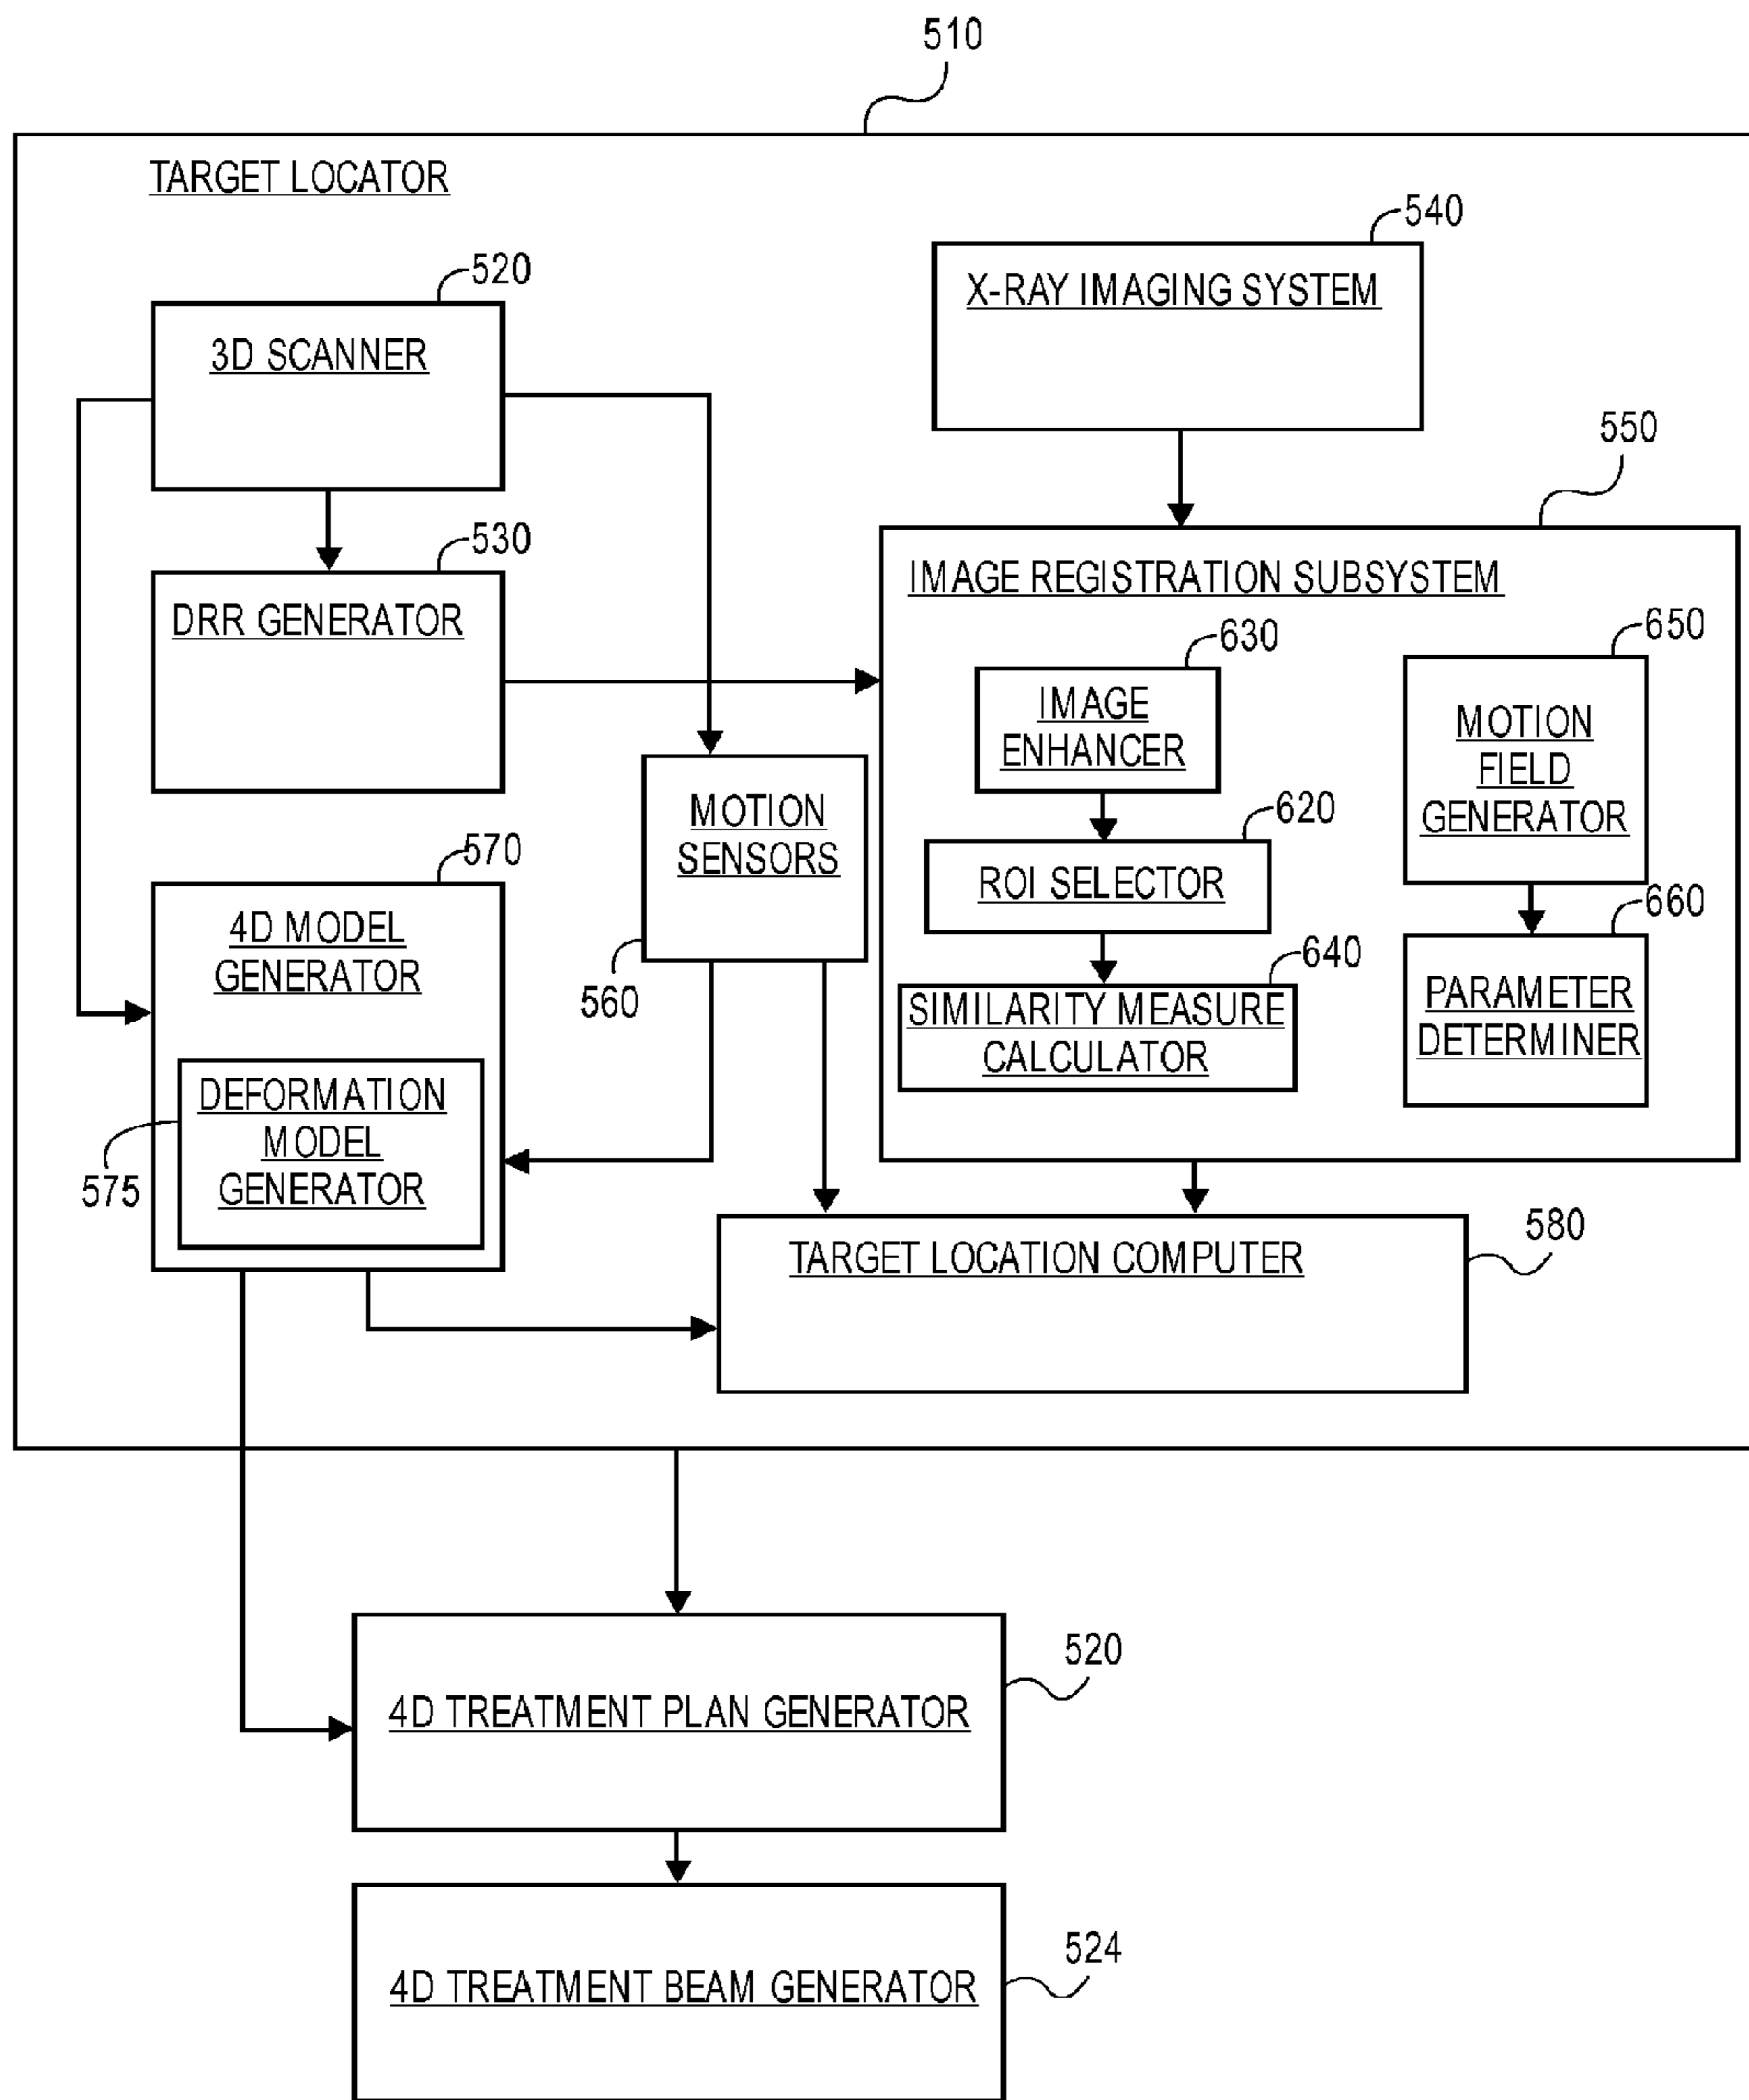 510
TARGET LOCATOR
540
X-RAY IMAGING SYSTEM
520
3D SCANNER
550
530
DRR GENERATOR
IMAGE REGISTRATION SUBSYSTEM
630
IMAGE
ENHANCER
650
MOTION
FIELD
GENERATOR
MOTION
SENSORS
560
620
ROI SELECTOR
570
4D MODEL
GENERATOR
660
PARAMETER
DETERMINER
640
SIMILARITY MEASURE
CALCULATOR
DEFORMATION
MODEL
GENERATOR
575
580
TARGET LOCATION COMPUTER
520
4D TREATMENT PLAN GENERATOR
524
4D TREATMENT BEAM GENERATOR